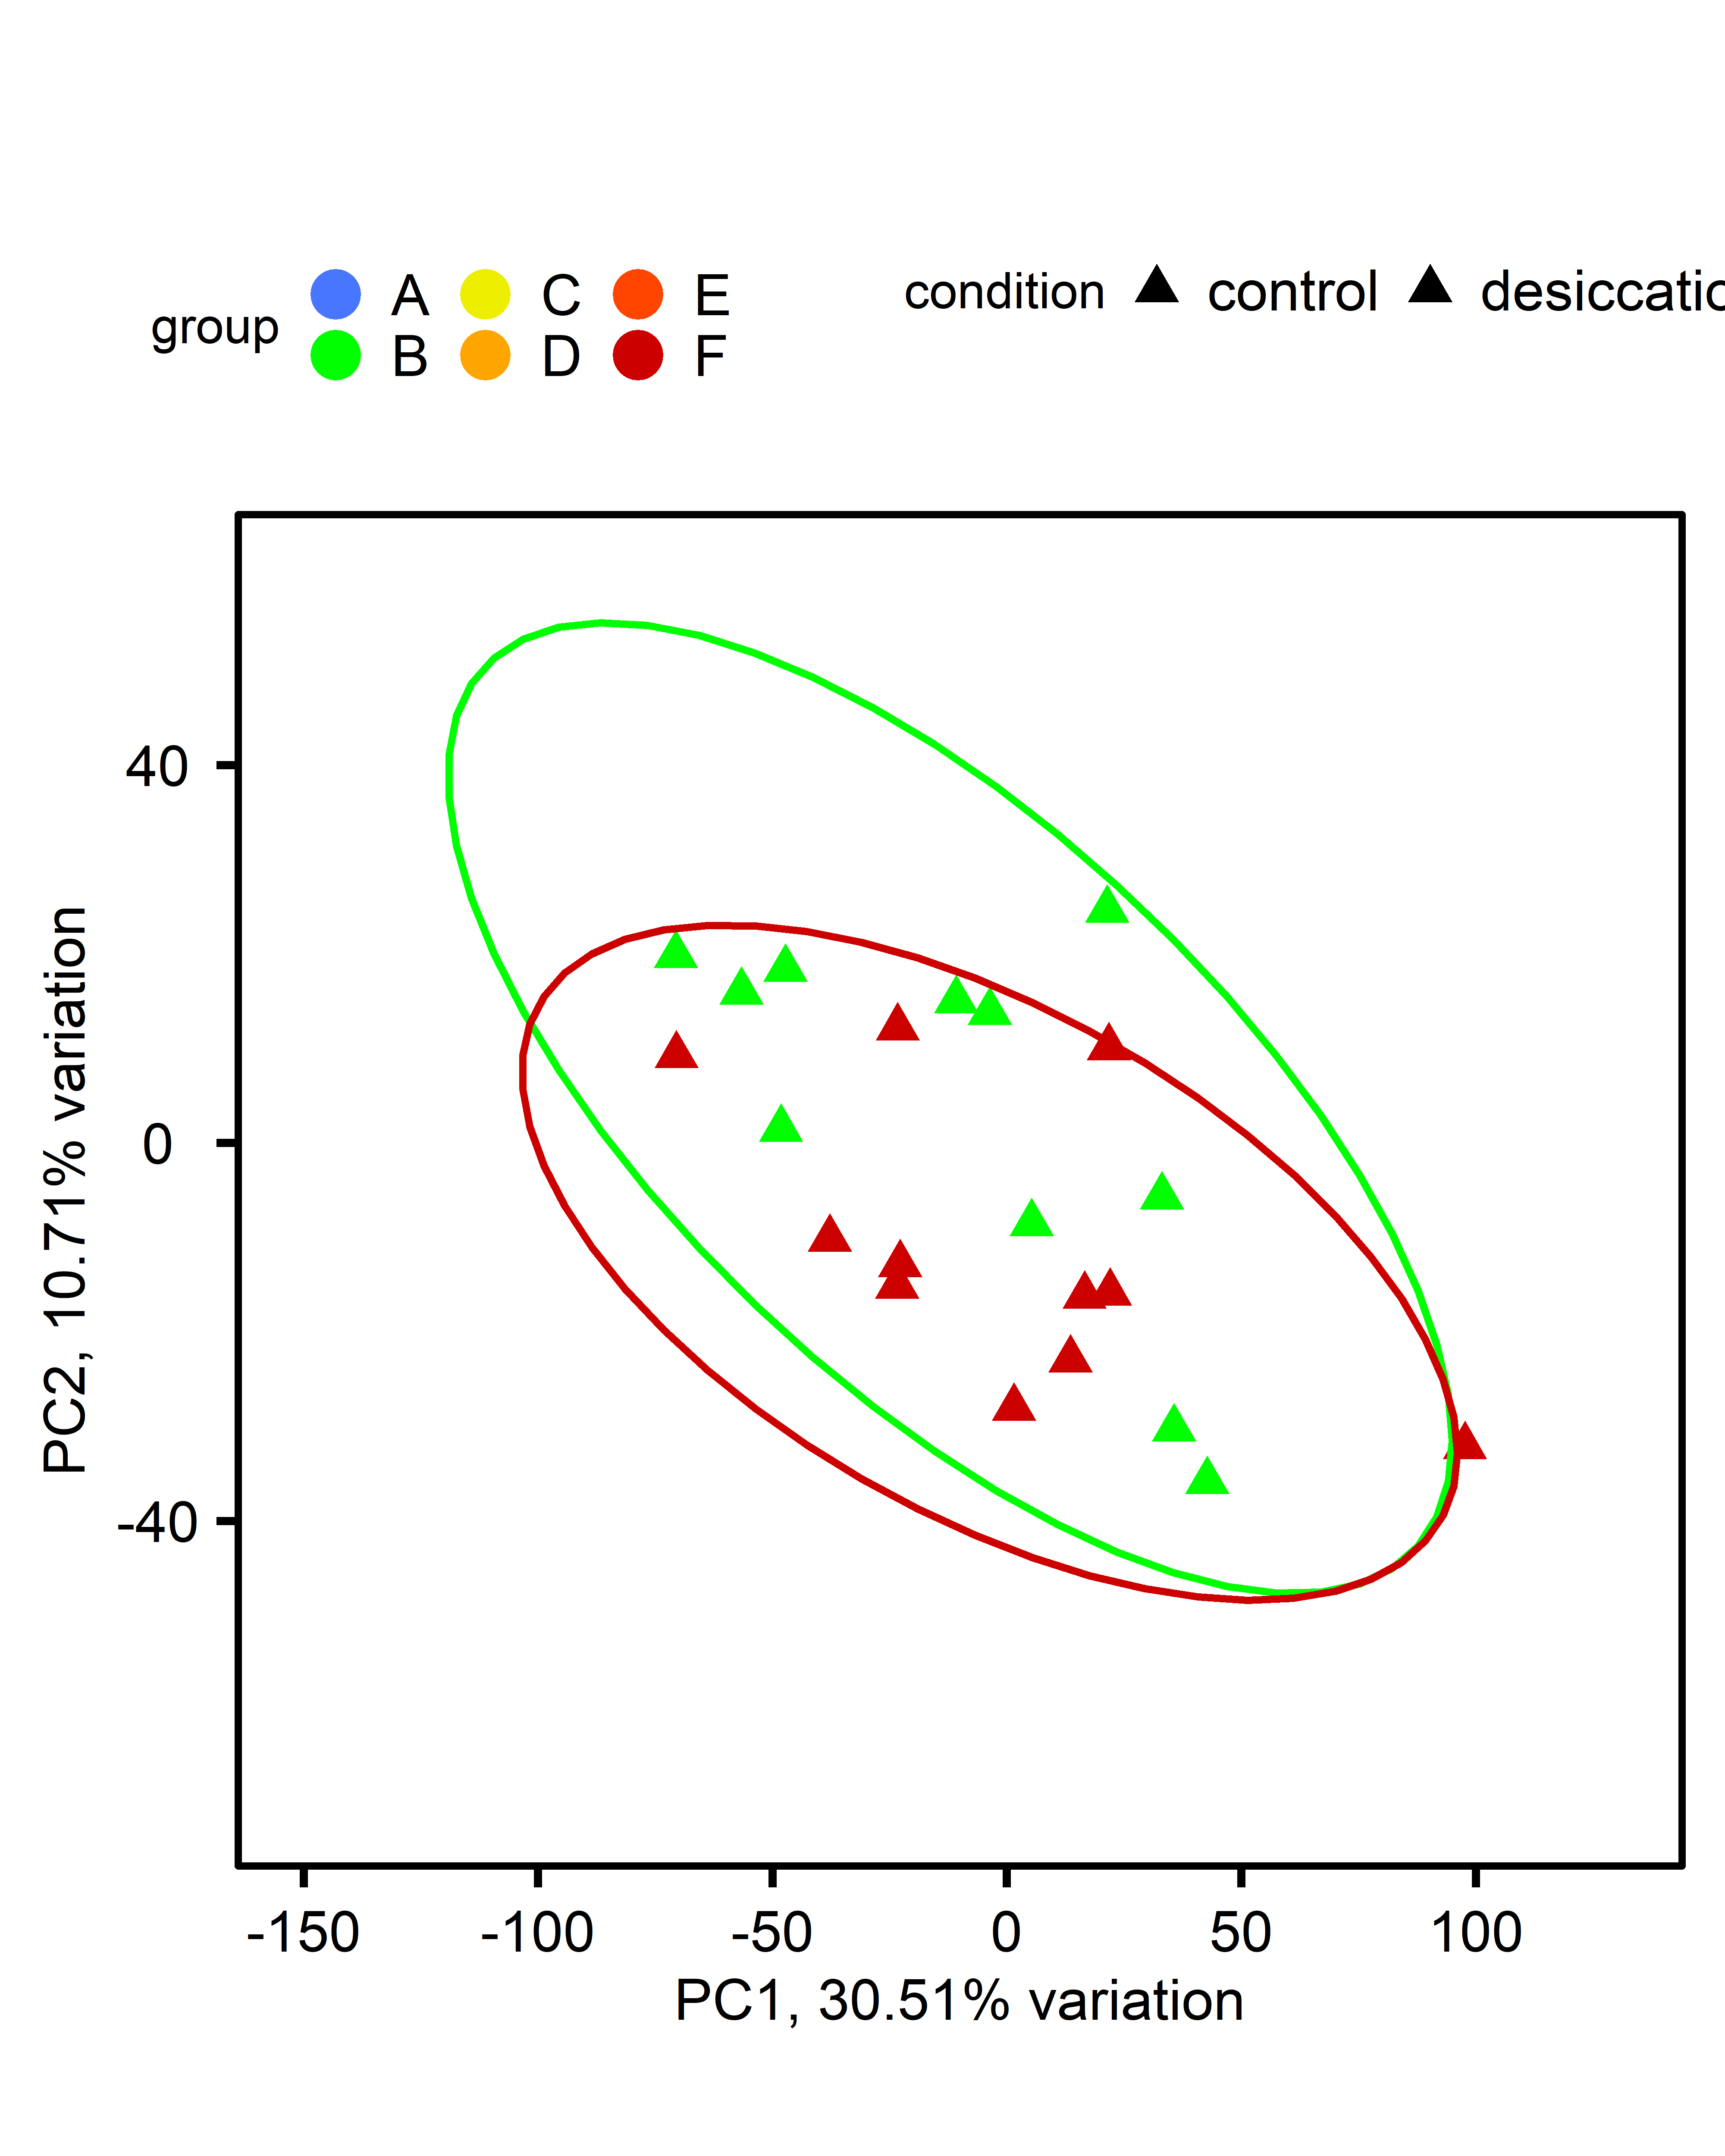 group A C E
B D F
condition control desiccatio
40
0
-40
PC2, 10.71% variation
-150 -100 -50 0 50 100
PC1, 30.51% variation